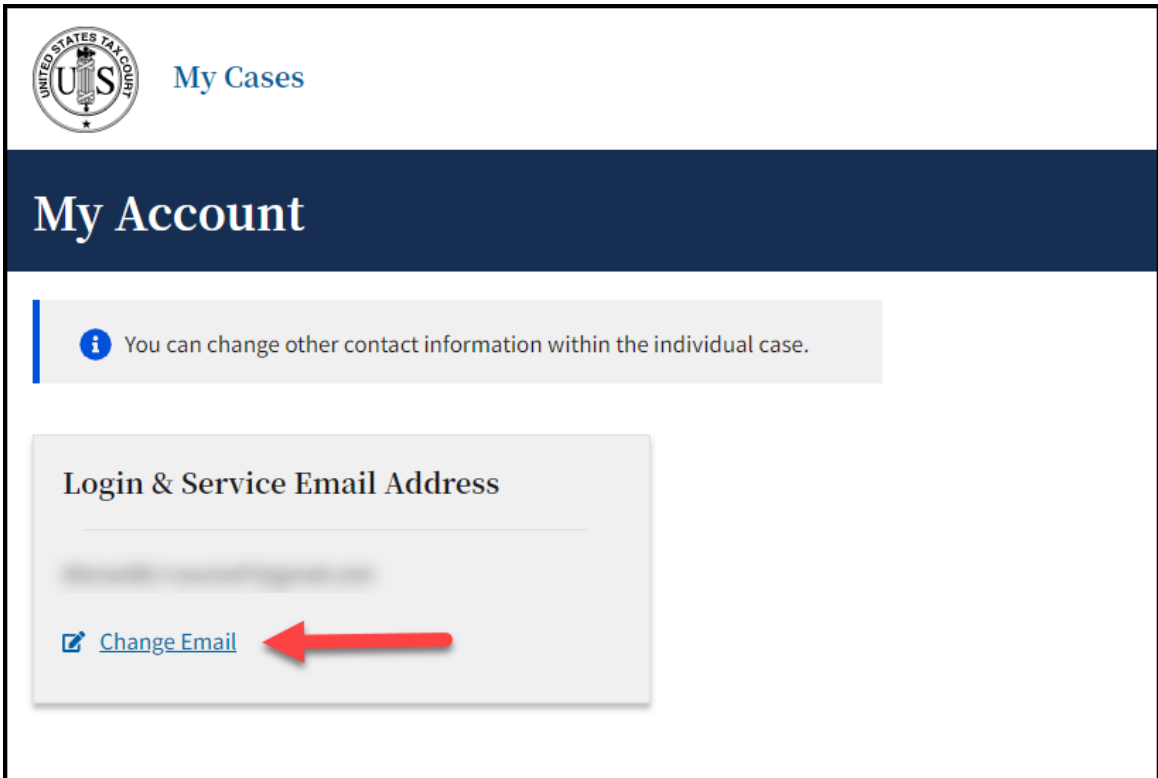 UNITED STATES TAX COURT
US
My Cases
My Account
You can change other contact information within the individual case.
Login & Service Email Address
Change Email